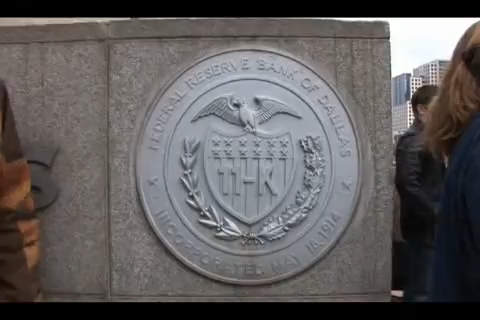 FEDERAL RESERVE BANK OF DALLAS
11-K
INCORPORATED MAY 18, 1914